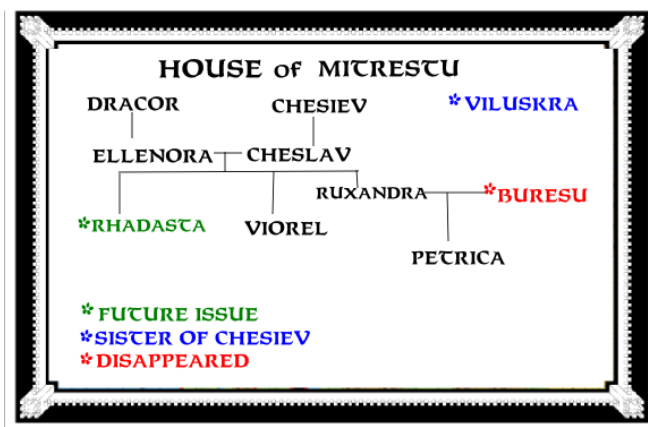 HOUSE of MITRESTU
DRACOR CHESIEV *VILUSKRA
ELLENORA CHESLAV
RUXANDRA *BURESU
*RHADASTA VIOREL
PETRICA
*FUTURE ISSUE
*SISTER OF CHESIEV
*DISAPPEARED